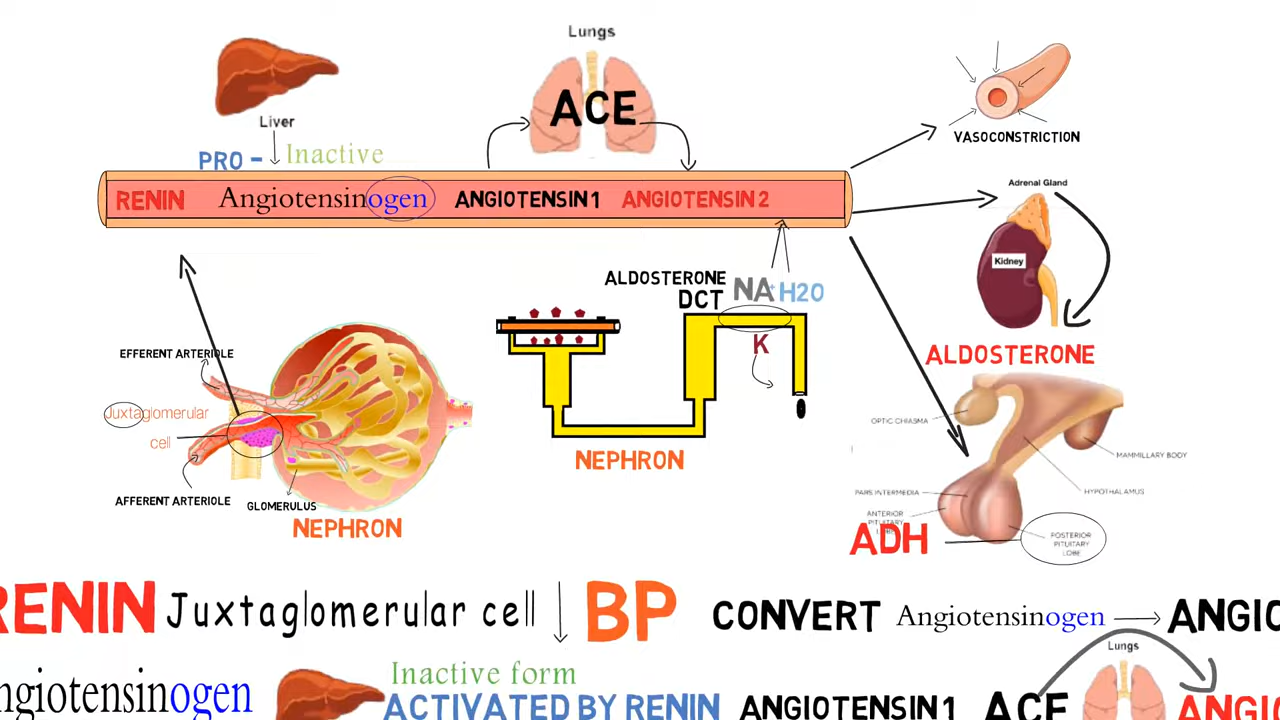 Lungs
ACE
Liver
PRO - Inactive
RENIN Angiotensinogen ANGIOTENSIN 1 ANGIOTENSIN 2
VASOCONSTRICTION
Adrenal Gland
Kidney
ALDOSTERONE
ALDOSTERONE
DCT NA+ H2O
K
NEPHRON
EFFERENT ARTERIOLE
Juxtaglomerular
cell
AFFERENT ARTERIOLE
GLOMERULUS
NEPHRON
OPTIC CHIASMA
MAMMILLARY BODY
HYPOTHALAMUS
PARS INTERMEDIA
ANTERIOR
PITUITARY
ADH
POSTERIOR
PITUITARY
LOBE
RENIN Juxtaglomerular cell BP
CONVERT Angiotensinogen ANGIO
Lungs
ngiotensinogen
Inactive form
ACTIVATED BY RENIN
ANGIOTENSIN 1 ACE ANGIO